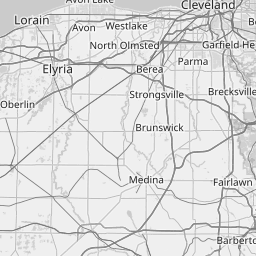 Avon Lake
Cleveland
Lorain
Avon
Westlake
North Olmsted
Garfield He
Elyria
Berea
Parma
Strongsville
Brecksville
Oberlin
Brunswick
Medina
Fairlawn
Barberto